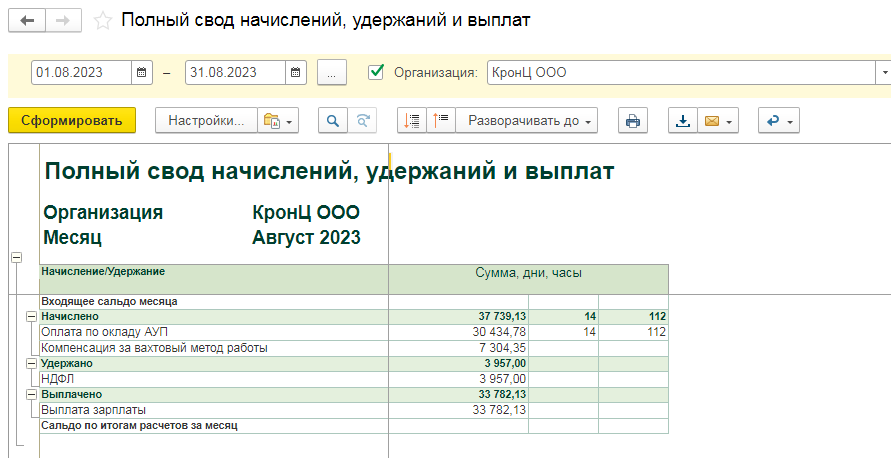 Полный свод начислений, удержаний и выплат
01.08.2023 – 31.08.2023 ... Организация: КронЦ ООО
Сформировать Настройки... Разворачивать до
Полный свод начислений, удержаний и выплат
Организация КронЦ ООО
Месяц Август 2023
Начисление/Удержание Сумма, дни, часы
Входящее сальдо месяца
Начислено 37 739,13 14 112
Оплата по окладу АУП 30 434,78 14 112
Компенсация за вахтовый метод работы 7 304,35
Удержано 3 957,00
НДФЛ 3 957,00
Выплачено 33 782,13
Выплата зарплаты 33 782,13
Сальдо по итогам расчетов за месяц